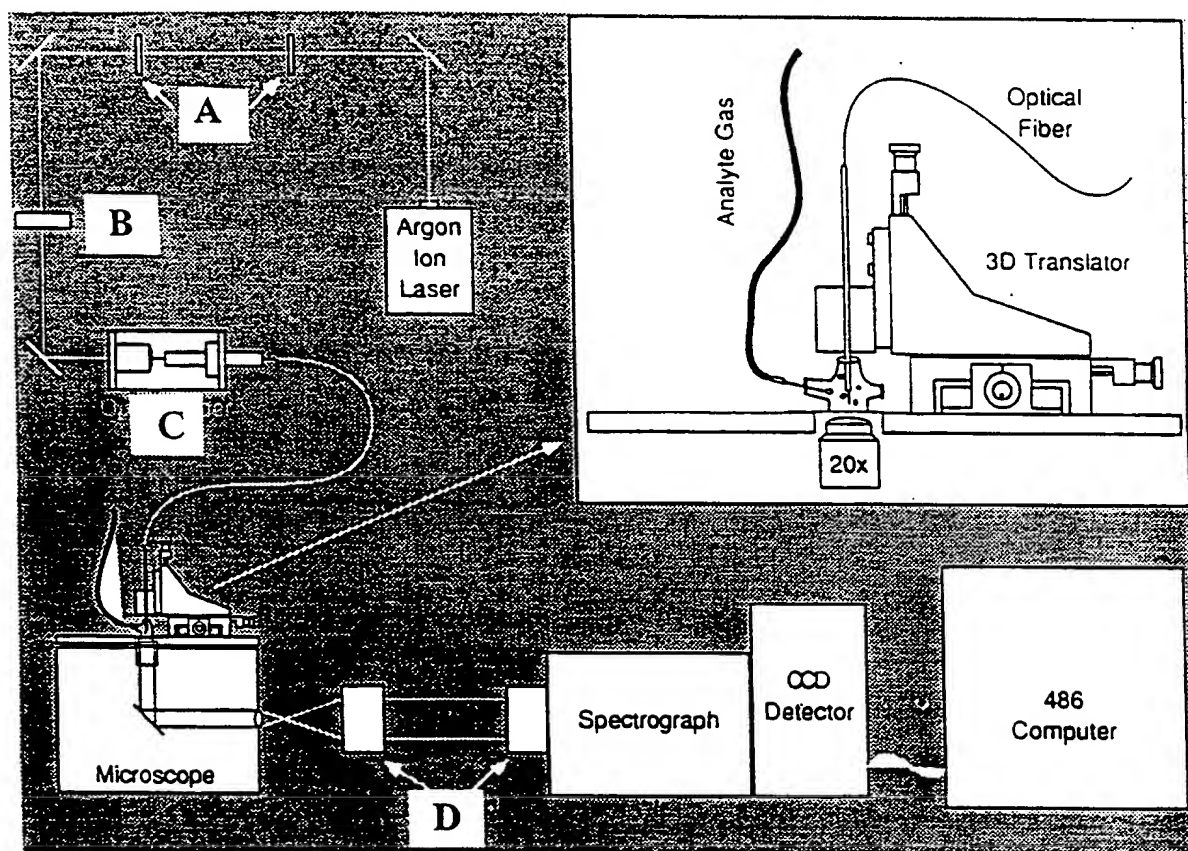 A
B
Argon
Ion
Laser
C
Analyte Gas
Optical
Fiber
3D Translator
20x
Microscope
D
Spectrograph
CCD
Detector
486
Computer